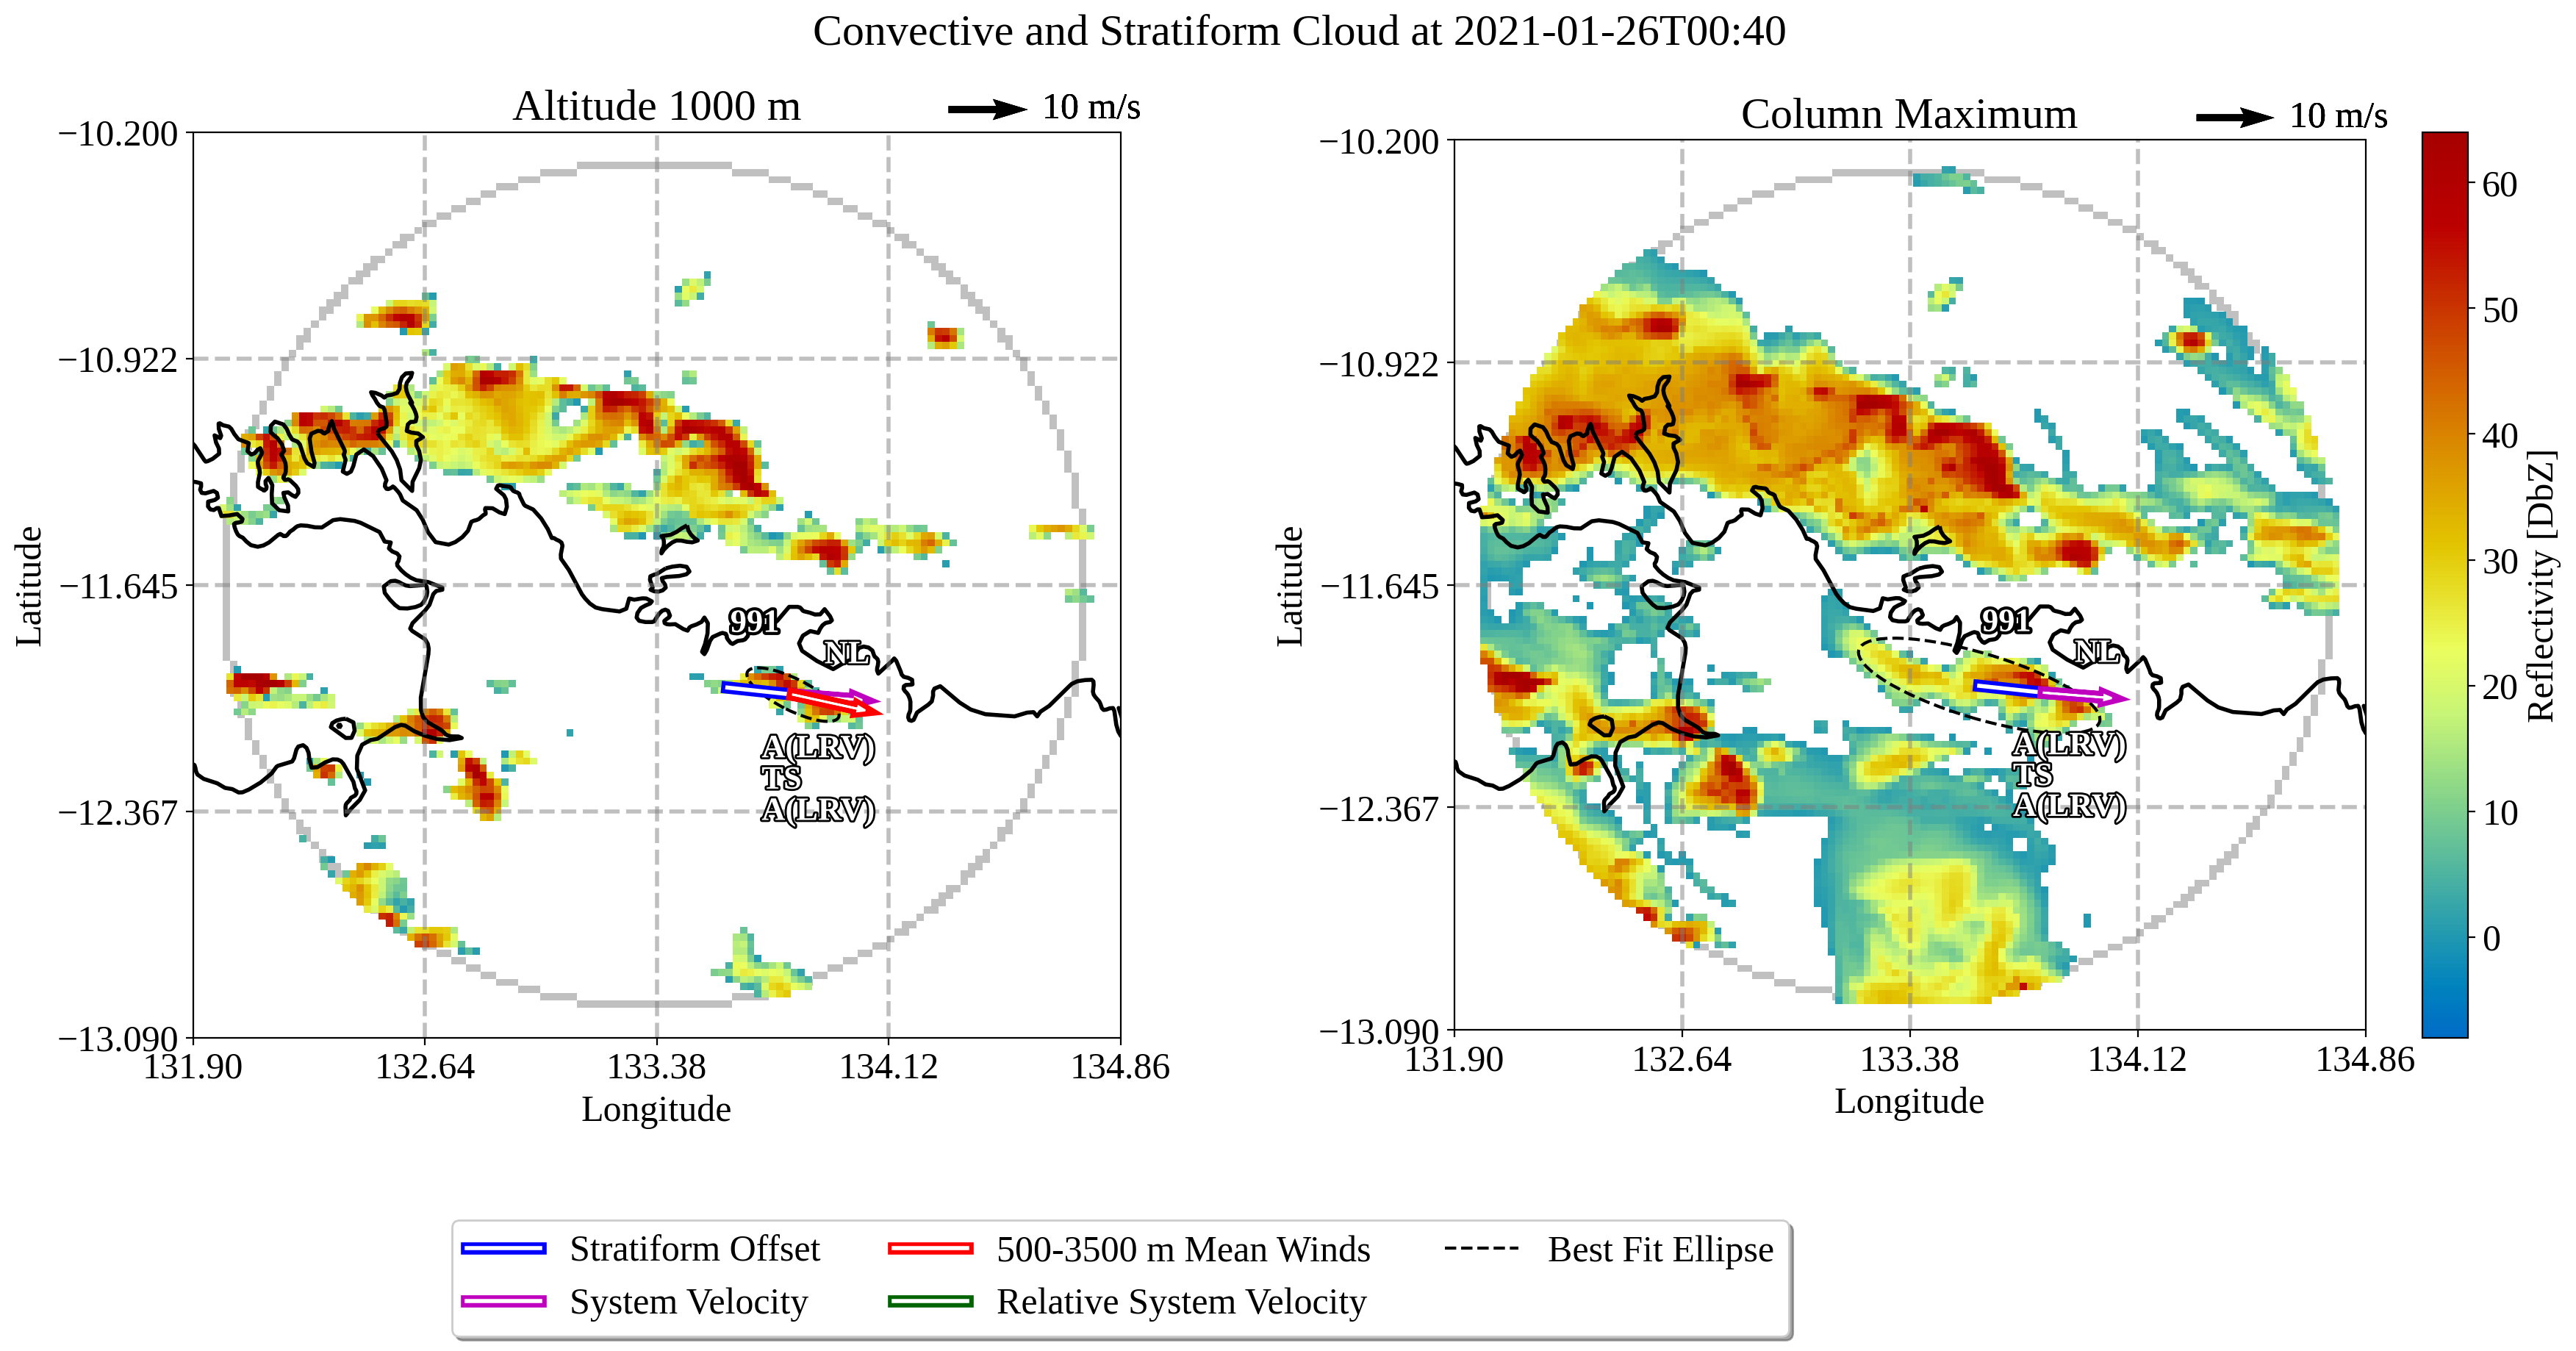 Convective and Stratiform Cloud at 2021-01-26T00:40
Altitude 1000 m
10 m/s
−10.200
−10.922
−11.645
−12.367
−13.090
Latitude
131.90
132.64
133.38
134.12
134.86
Longitude
991
NL
A(LRV)
TS
A(LRV)
Column Maximum
10 m/s
−10.200
−10.922
−11.645
−12.367
−13.090
Latitude
131.90
132.64
133.38
134.12
134.86
Longitude
991
NL
A(LRV)
TS
A(LRV)
60
50
40
30
20
10
0
Reflectivity [DbZ]
Stratiform Offset
System Velocity
500-3500 m Mean Winds
Relative System Velocity
Best Fit Ellipse